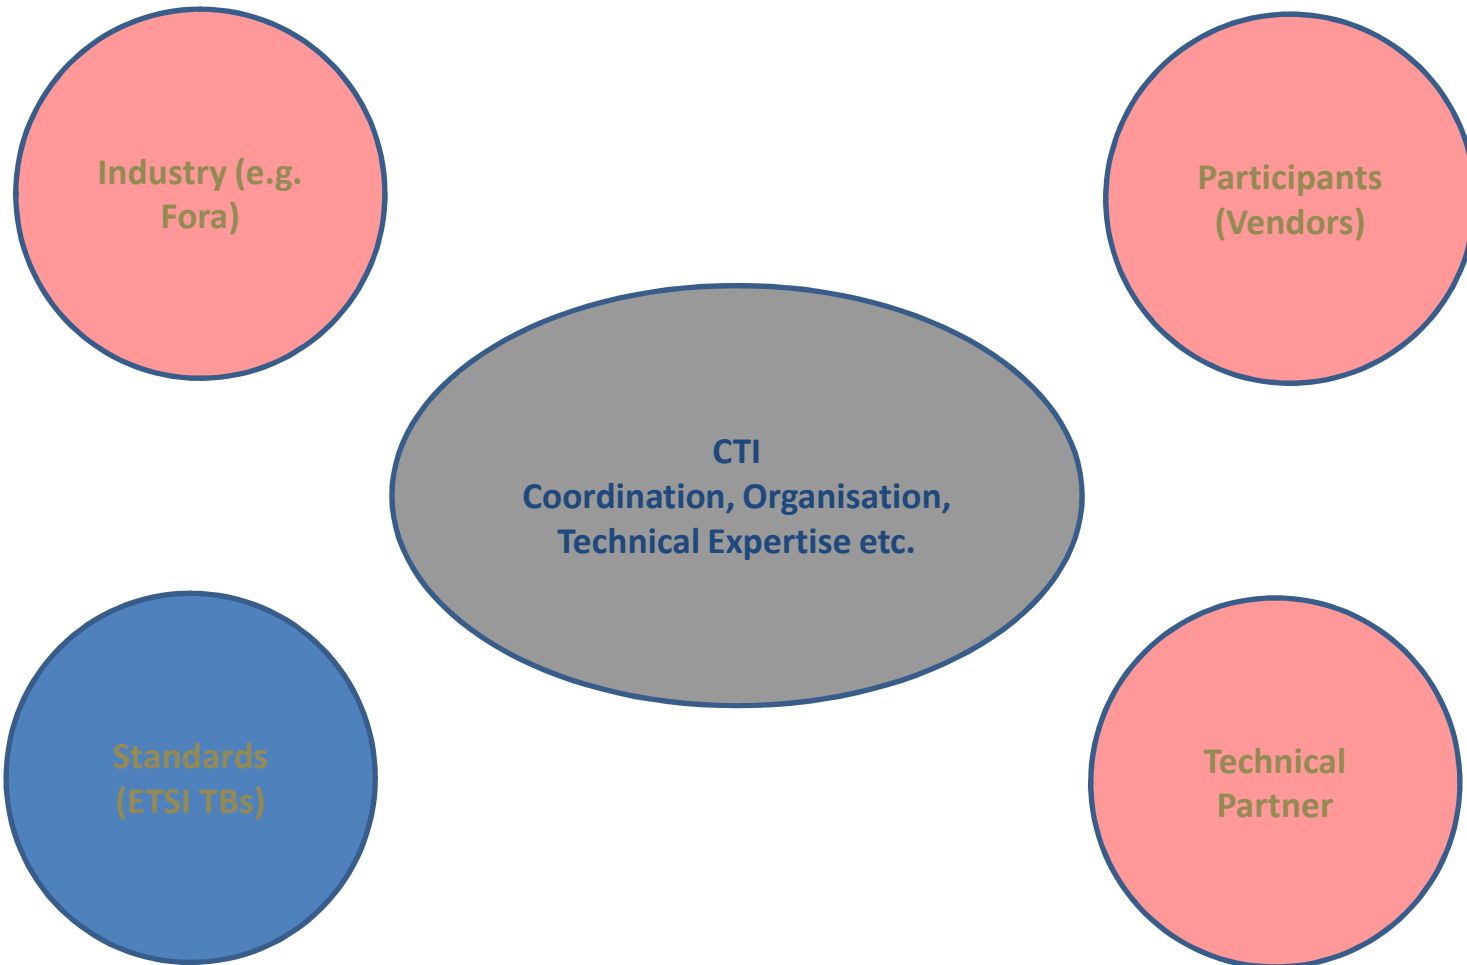 Industry (e.g.
Fora)
Participants
(Vendors)
CTI
Coordination, Organisation,
Technical Expertise etc.
Standards
(ETSI TBs)
Technical
Partner